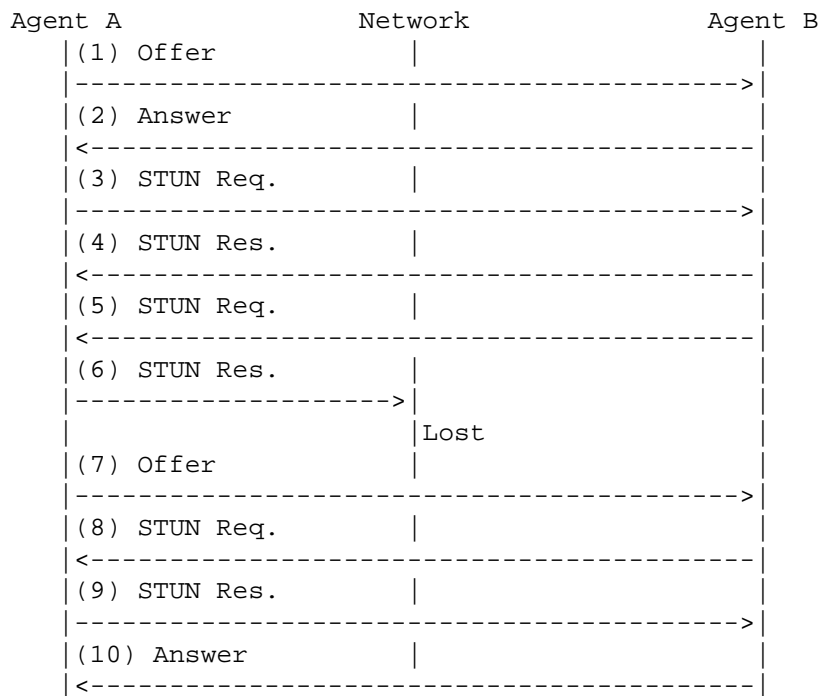 Agent A Network Agent B
(1) Offer
(2) Answer
(3) STUN Req.
(4) STUN Res.
(5) STUN Req.
(6) STUN Res.
Lost
(7) Offer
(8) STUN Req.
(9) STUN Res.
(10) Answer